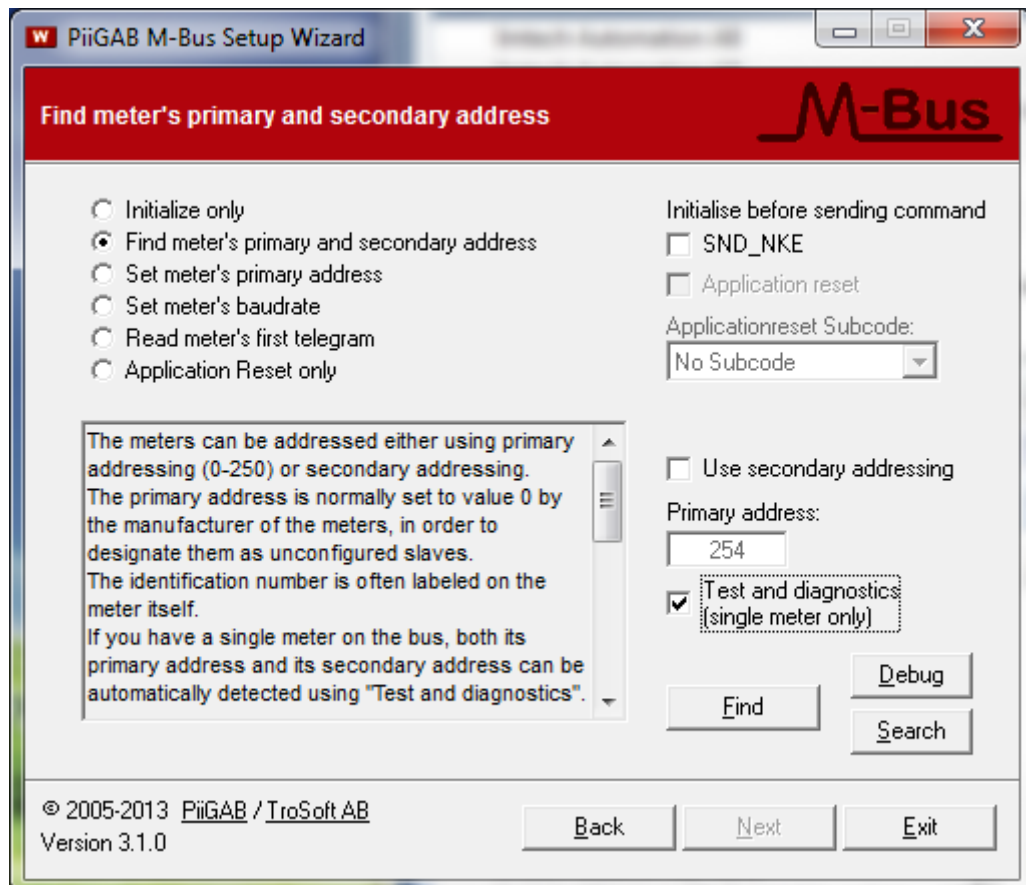 PiiGAB M-Bus Setup Wizard
Find meter's primary and secondary address
M-Bus
Initialize only
Find meter's primary and secondary address
Set meter's primary address
Set meter's baudrate
Read meter's first telegram
Application Reset only
Initialise before sending command
SND_NKE
Application reset
Applicationreset Subcode:
No Subcode
The meters can be addressed either using primary
addressing (0-250) or secondary addressing.
The primary address is normally set to value 0 by
the manufacturer of the meters, in order to
designate them as unconfigured slaves.
The identification number is often labeled on the
meter itself.
If you have a single meter on the bus, both its
primary address and its secondary address can be
automatically detected using "Test and diagnostics".
Use secondary addressing
Primary address:
254
Test and diagnostics
(single meter only)
Find
Debug
Search
© 2005-2013 PiiGAB / TroSoft AB
Version 3.1.0
Back
Next
Exit